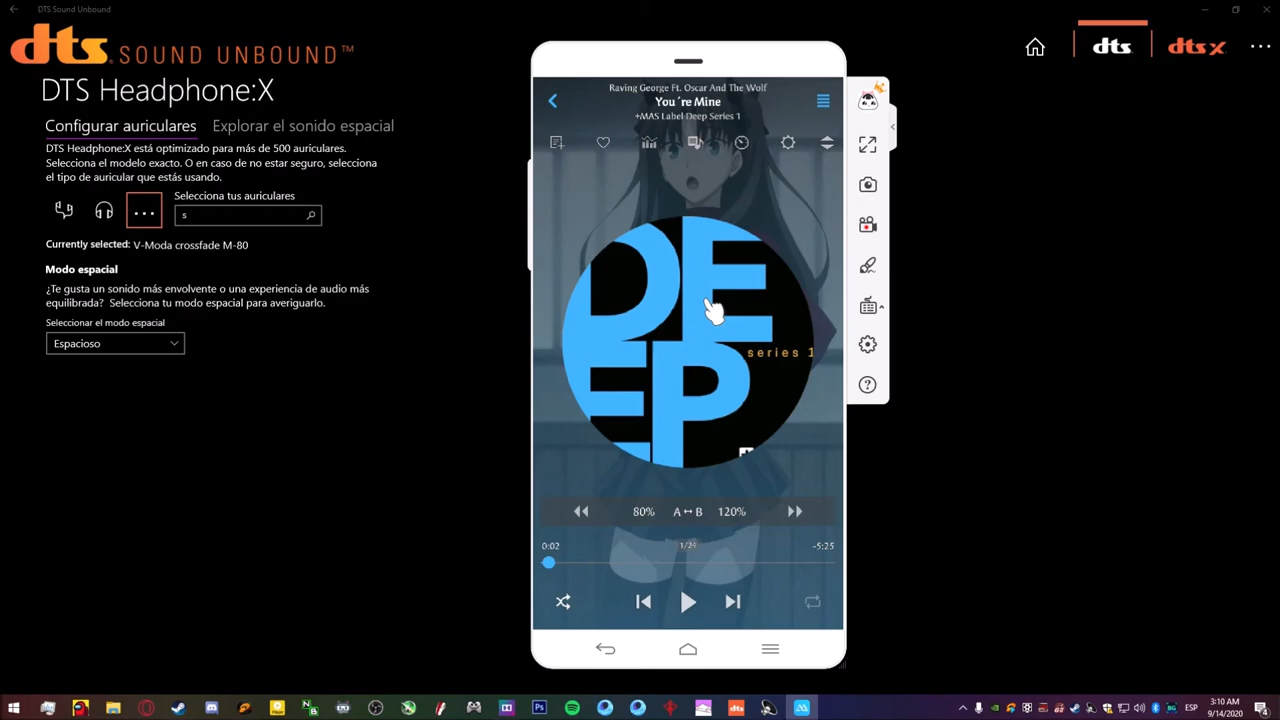 DTS Sound Unbound
dts SOUND UNBOUND™
dts
dts x
DTS Headphone:X
Configurar auriculares
Explorar el sonido espacial
DTS Headphone:X está optimizado para más de 500 auriculares.
Selecciona el modelo exacto. O en caso de no estar seguro, selecciona
el tipo de auricular que estás usando.
Selecciona tus auriculares
s
Currently selected: V-Moda crossfade M-80
Modo espacial
¿Te gusta un sonido más envolvente o una experiencia de audio más
equilibrada? Selecciona tu modo espacial para averiguarlo.
Seleccionar el modo espacial
Espacioso
Raving George Ft. Oscar And The Wolf
You´re Mine
+MAS Label Deep Series 1
DE
EP
series 1
80%
A↔B
120%
0:02
1/24
-5:25
Ps
dts
ESP
3:10 AM
9/14/2020